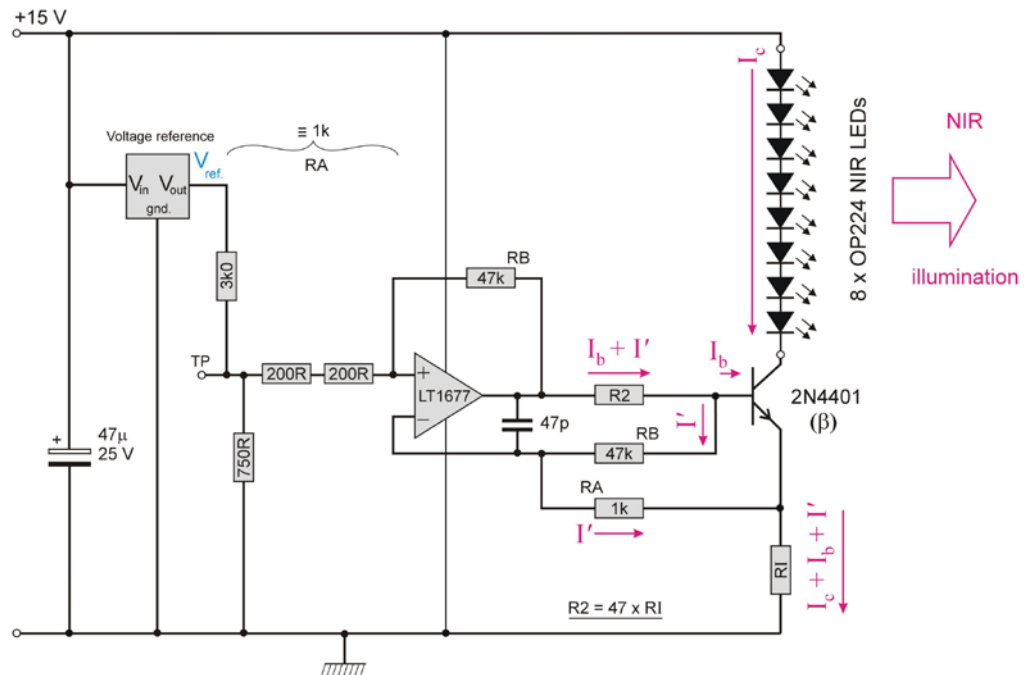 +15 V
Voltage reference
V_in V_out
gnd.
V_ref.
≡ 1k
RA
3k0
TP
200R
200R
750R
+
47μ
25 V
RB
47k
+
−
LT1677
47p
I_b + I′
R2
I_b
I′
RB
47k
RA
1k
I′
R2 = 47 x RI
I_c
8 x OP224 NIR LEDs
NIR
illumination
2N4401
(β)
RI
I_c + I_b + I′